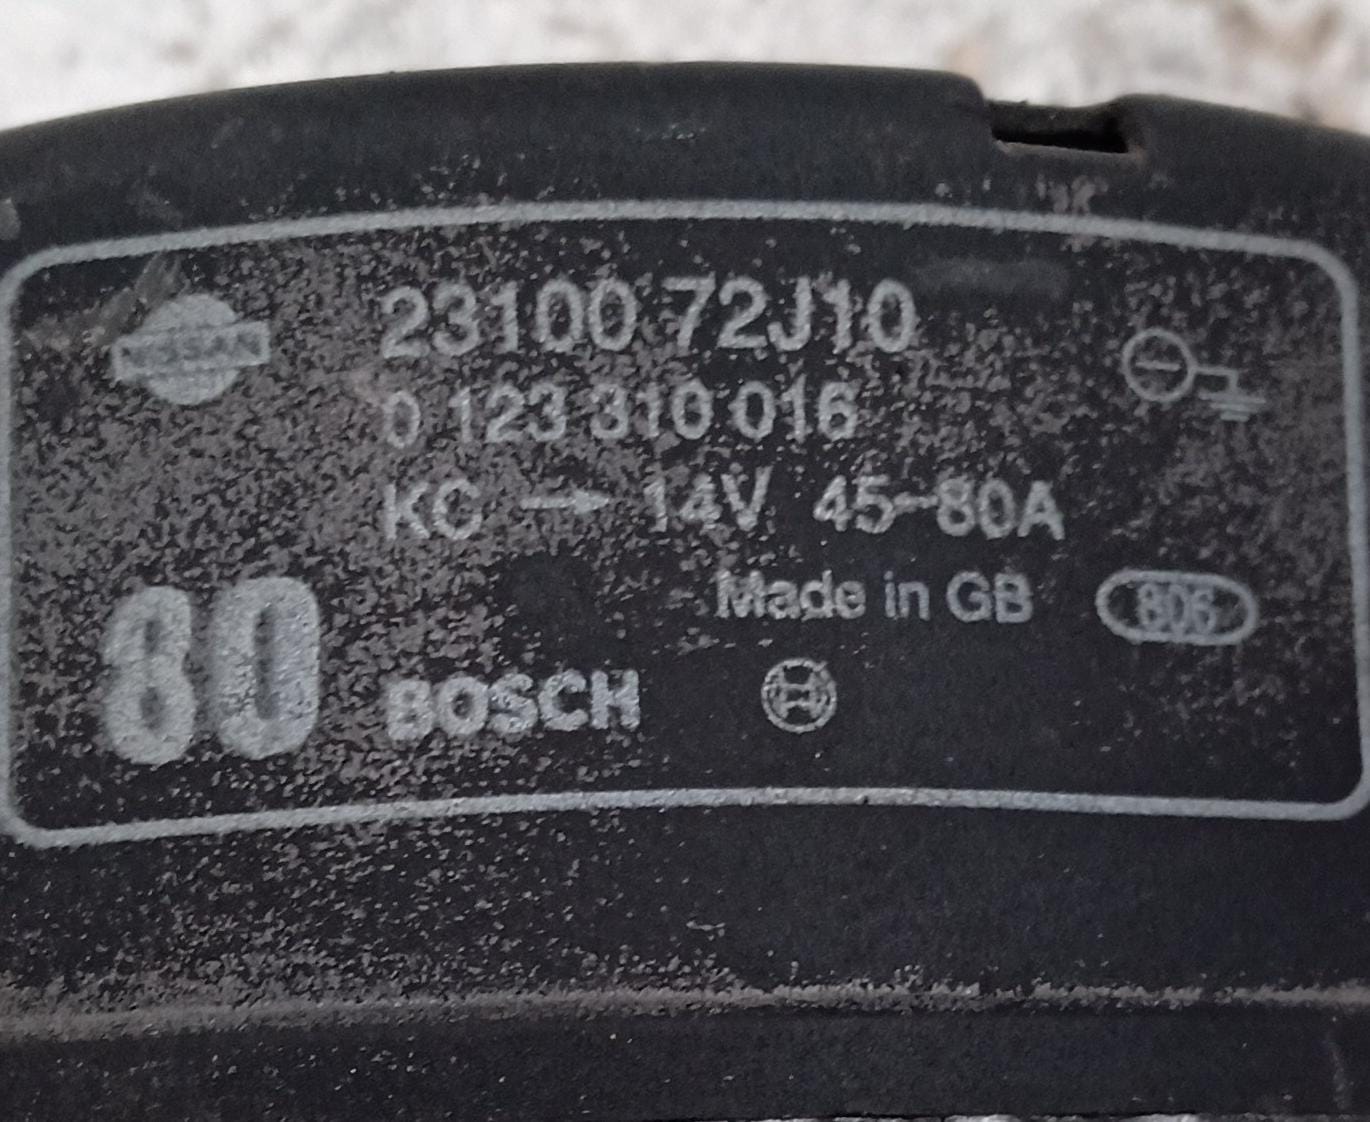 NISSAN
23100 72J10
0 123 310 016
KC → 14V 45-80A
Made in GB 806
80
BOSCH